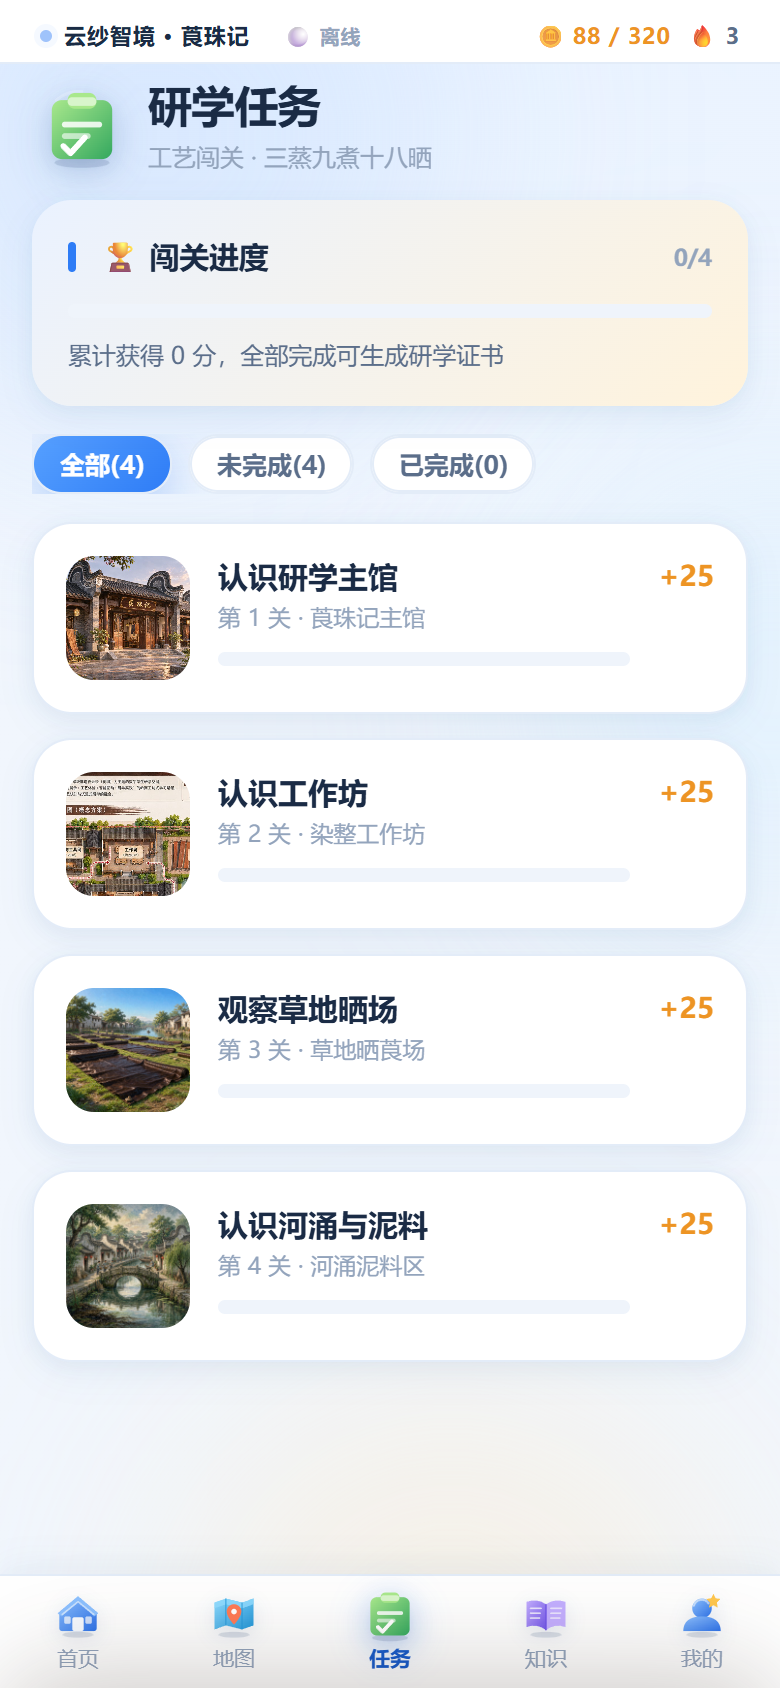 云纱智境·莨珠记 离线 88 / 320 3
研学任务
工艺闯关 · 三蒸九煮十八晒
闯关进度 0/4
累计获得 0 分，全部完成可生成研学证书
全部(4) 未完成(4) 已完成(0)
认识研学主馆 +25
第 1 关 · 莨珠记主馆
认识工作坊 +25
第 2 关 · 染整工作坊
观察草地晒场 +25
第 3 关 · 草地晒莨场
认识河涌与泥料 +25
第 4 关 · 河涌泥料区
首页 地图 任务 知识 我的